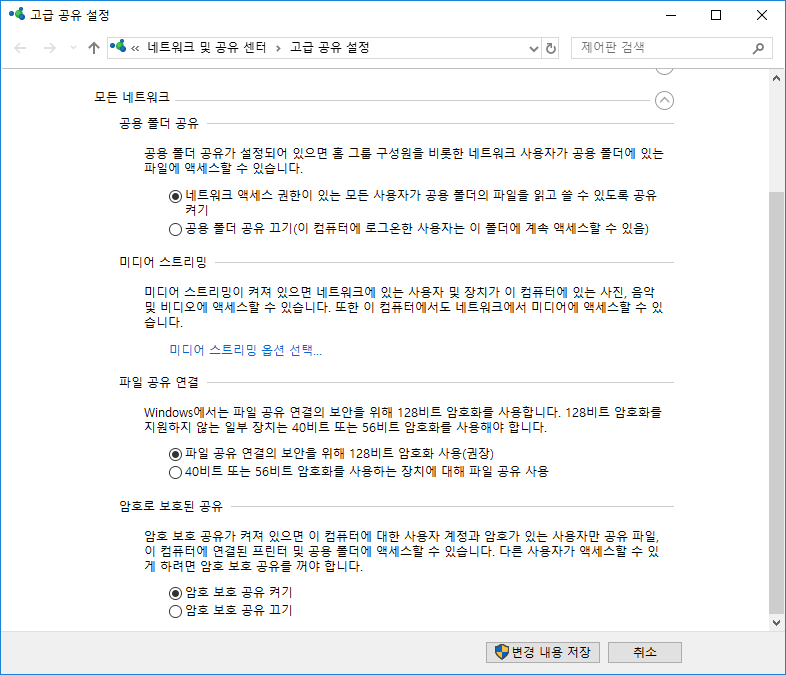 고급 공유 설정
« 네트워크 및 공유 센터 › 고급 공유 설정
제어판 검색
모든 네트워크
공용 폴더 공유
공용 폴더 공유가 설정되어 있으면 홈 그룹 구성원을 비롯한 네트워크 사용자가 공용 폴더에 있는
파일에 액세스할 수 있습니다.
네트워크 액세스 권한이 있는 모든 사용자가 공용 폴더의 파일을 읽고 쓸 수 있도록 공유
켜기
공용 폴더 공유 끄기(이 컴퓨터에 로그온한 사용자는 이 폴더에 계속 액세스할 수 있음)
미디어 스트리밍
미디어 스트리밍이 켜져 있으면 네트워크에 있는 사용자 및 장치가 이 컴퓨터에 있는 사진, 음악
및 비디오에 액세스할 수 있습니다. 또한 이 컴퓨터에서도 네트워크에서 미디어에 액세스할 수 있
습니다.
미디어 스트리밍 옵션 선택...
파일 공유 연결
Windows에서는 파일 공유 연결의 보안을 위해 128비트 암호화를 사용합니다. 128비트 암호화를
지원하지 않는 일부 장치는 40비트 또는 56비트 암호화를 사용해야 합니다.
파일 공유 연결의 보안을 위해 128비트 암호화 사용(권장)
40비트 또는 56비트 암호화를 사용하는 장치에 대해 파일 공유 사용
암호로 보호된 공유
암호 보호 공유가 켜져 있으면 이 컴퓨터에 대한 사용자 계정과 암호가 있는 사용자만 공유 파일,
이 컴퓨터에 연결된 프린터 및 공용 폴더에 액세스할 수 있습니다. 다른 사용자가 액세스할 수 있
게 하려면 암호 보호 공유를 꺼야 합니다.
암호 보호 공유 켜기
암호 보호 공유 끄기
변경 내용 저장
취소